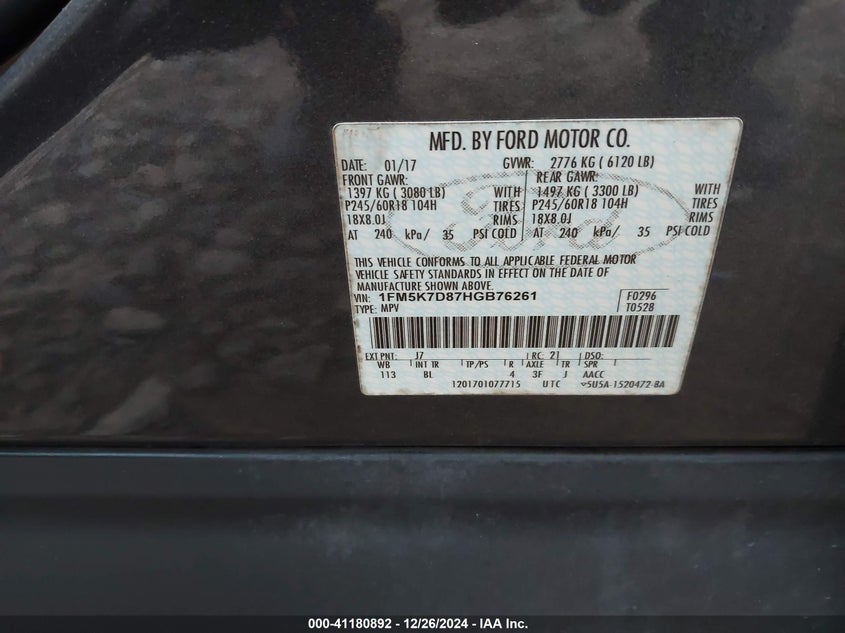 MFD. BY FORD MOTOR CO.
DATE: 01/17 GVWR: 2776 KG ( 6120 LB)
FRONT GAWR: REAR GAWR:
1397 KG ( 3080 LB) WITH 1497 KG ( 3300 LB) WITH
P245/60R18 104H TIRES P245/60R18 104H TIRES
18X8.0J RIMS 18X8.0J RIMS
AT 240 kPa/ 35 PSI COLD AT 240 kPa/ 35 PSI COLD
Ford
THIS VEHICLE CONFORMS TO ALL APPLICABLE FEDERAL MOTOR
VEHICLE SAFETY STANDARDS IN EFFECT ON THE DATE OF
MANUFACTURE SHOWN ABOVE.
VIN: 1FM5K7D87HGB76261 F0296
TYPE: MPV T0528
EXT PNT: J7 RC: 21 DSO:
WB INT TR TP/PS R AXLE TR SPR
113 BL 4 3F J AACC
1201701077715 UTC 5U5A-1520472-BA
000-41180892 - 12/26/2024 - IAA Inc.